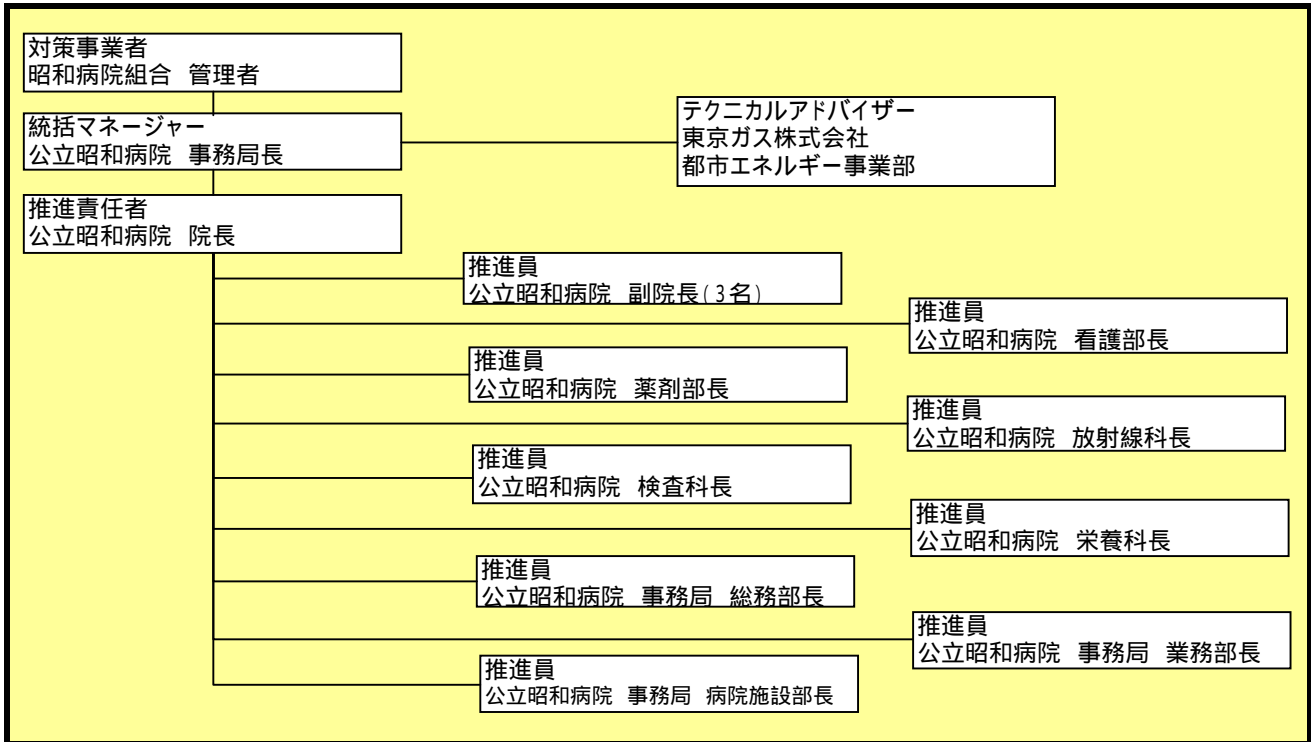 対策事業者
昭和病院組合 管理者
統括マネージャー
公立昭和病院 事務局長
テクニカルアドバイザー
東京ガス株式会社
都市エネルギー事業部
推進責任者
公立昭和病院 院長
推進員
公立昭和病院 副院長(3名)
推進員
公立昭和病院 看護部長
推進員
公立昭和病院 薬剤部長
推進員
公立昭和病院 放射線科長
推進員
公立昭和病院 検査科長
推進員
公立昭和病院 栄養科長
推進員
公立昭和病院 事務局 総務部長
推進員
公立昭和病院 事務局 業務部長
推進員
公立昭和病院 事務局 病院施設部長